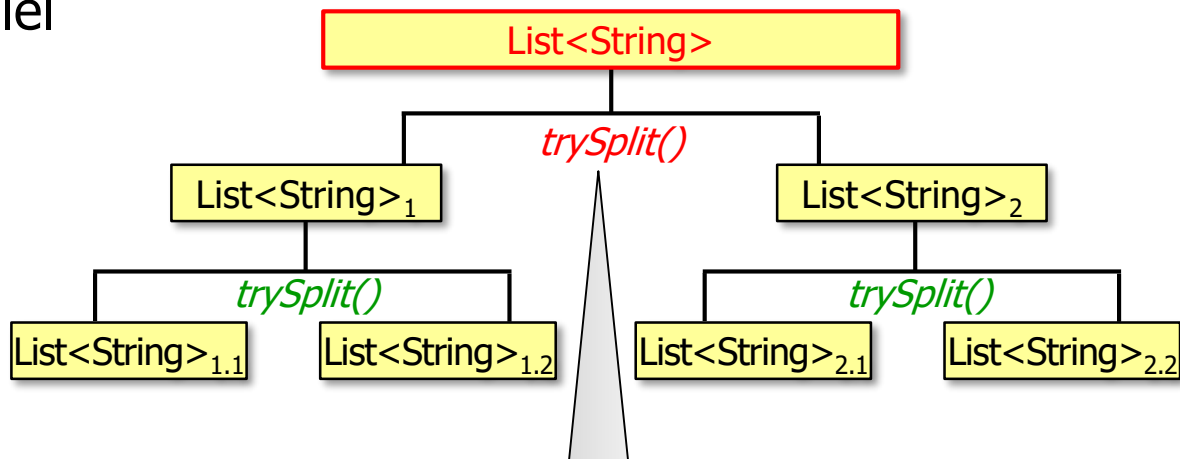 List<String>
trySplit()
List<String>1
List<String>2
trySplit()
trySplit()
List<String>1.1
List<String>1.2
List<String>2.1
List<String>2.2